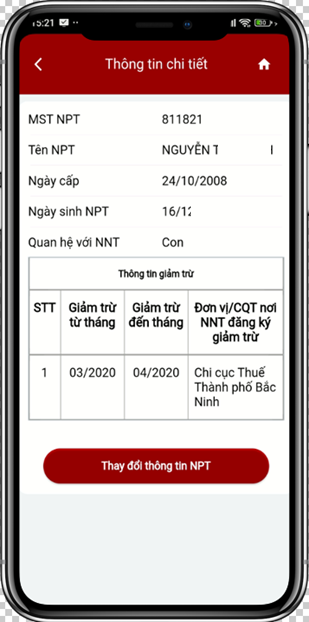 15:21
Thông tin chi tiết
MST NPT 811821
Tên NPT NGUYỄN T
Ngày cấp 24/10/2008
Ngày sinh NPT 16/12
Quan hệ với NNT Con
Thông tin giảm trừ
STT Giảm trừ từ tháng Giảm trừ đến tháng Đơn vị/CQT nơi NNT đăng ký giảm trừ
1 03/2020 04/2020 Chi cục Thuế Thành phố Bắc Ninh
Thay đổi thông tin NPT